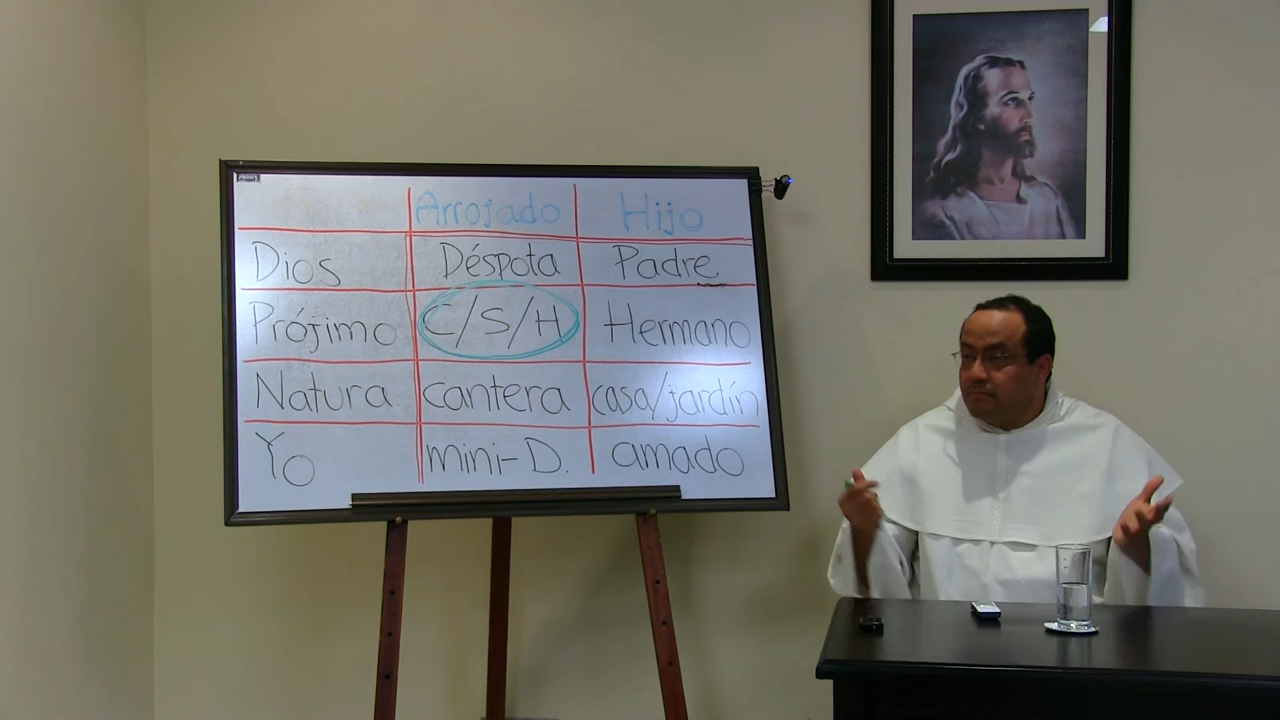 Arrojado Hijo
Dios Déspota Padre
Prójimo C/S/H Hermano
Natura cantera casa/jardín
Yo mini-D. amado